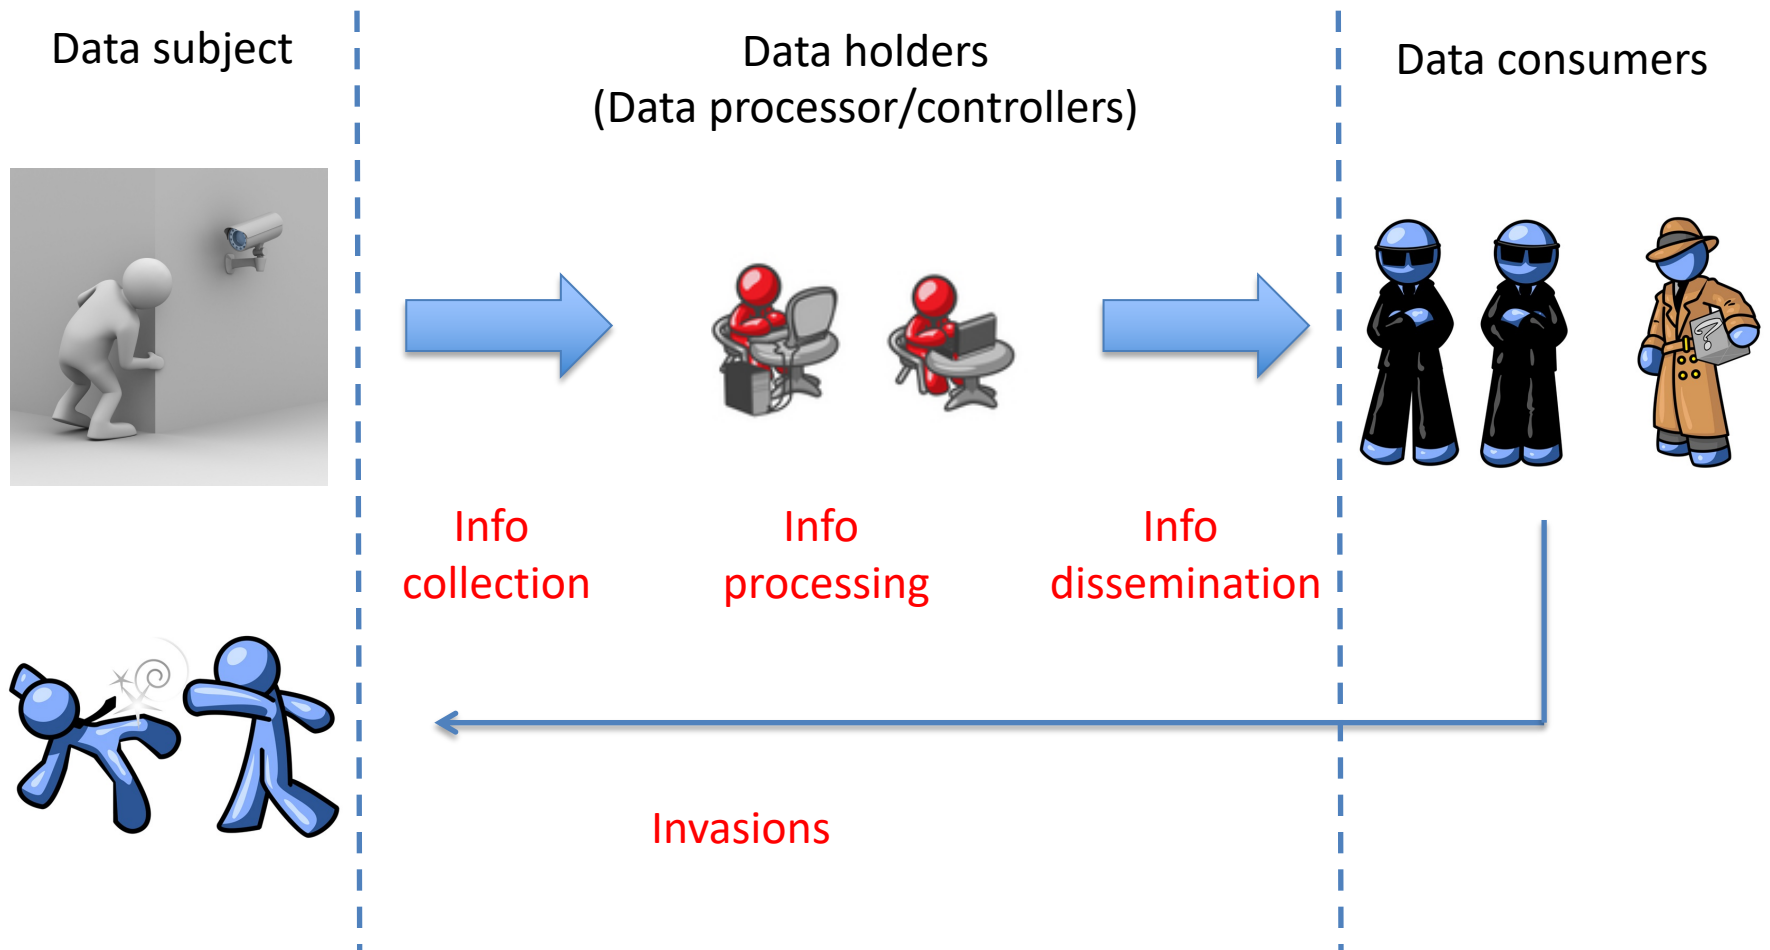 Data subject
Data holders
(Data processor/controllers)
Data consumers
?
Info
collection
Info
processing
Info
dissemination
Invasions